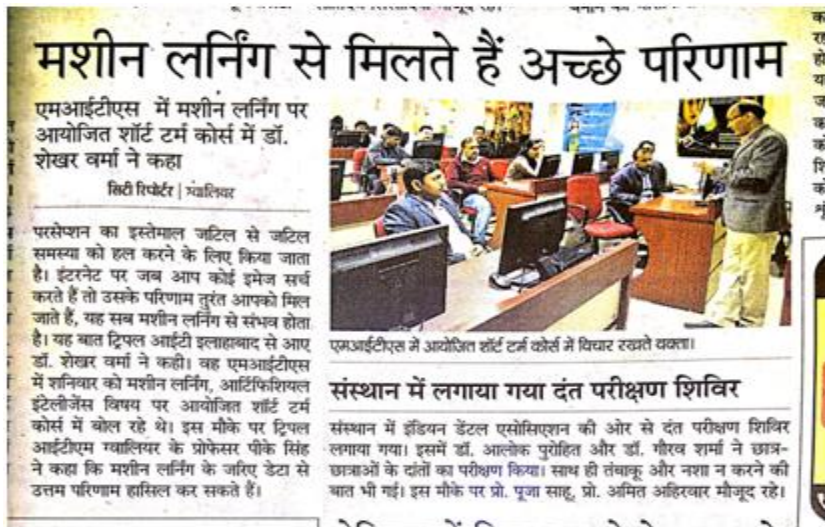 मशीन लर्निंग से मिलते हैं अच्छे परिणाम
एमआईटीएस में मशीन लर्निंग पर
आयोजित शॉर्ट टर्म कोर्स में डॉ.
शेखर वर्मा ने कहा
सिटी रिपोर्टर | ग्वालियर
परसेप्शन का इस्तेमाल जटिल से जटिल
समस्या को हल करने के लिए किया जाता
है। इंटरनेट पर जब आप कोई इमेज सर्च
करते हैं तो उसके परिणाम तुरंत आपको मिल
जाते हैं, यह सब मशीन लर्निंग से संभव होता
है। यह बात ट्रिपल आईटी इलाहाबाद से आए
डॉ. शेखर वर्मा ने कही। वह एमआईटीएस
में शनिवार को मशीन लर्निंग, आर्टिफिशियल
इंटेलीजेंस विषय पर आयोजित शॉर्ट टर्म
कोर्स में बोल रहे थे। इस मौके पर ट्रिपल
आईटीएम ग्वालियर के प्रोफेसर पीके सिंह
ने कहा कि मशीन लर्निंग के जरिए डेटा से
उत्तम परिणाम हासिल कर सकते हैं।
एमआईटीएस में आयोजित शॉर्ट टर्म कोर्स में विचार रखते वक्ता।
संस्थान में लगाया गया दंत परीक्षण शिविर
संस्थान में इंडियन डेंटल एसोसिएशन की ओर से दंत परीक्षण शिविर
लगाया गया। इसमें डॉ. आलोक पुरोहित और डॉ. गौरव शर्मा ने छात्र-
छात्राओं के दांतों का परीक्षण किया। साथ ही तंबाकू और नशा न करने की
बात भी गई। इस मौके पर प्रो. पूजा साहू, प्रो. अमित अहिरवार मौजूद रहे।